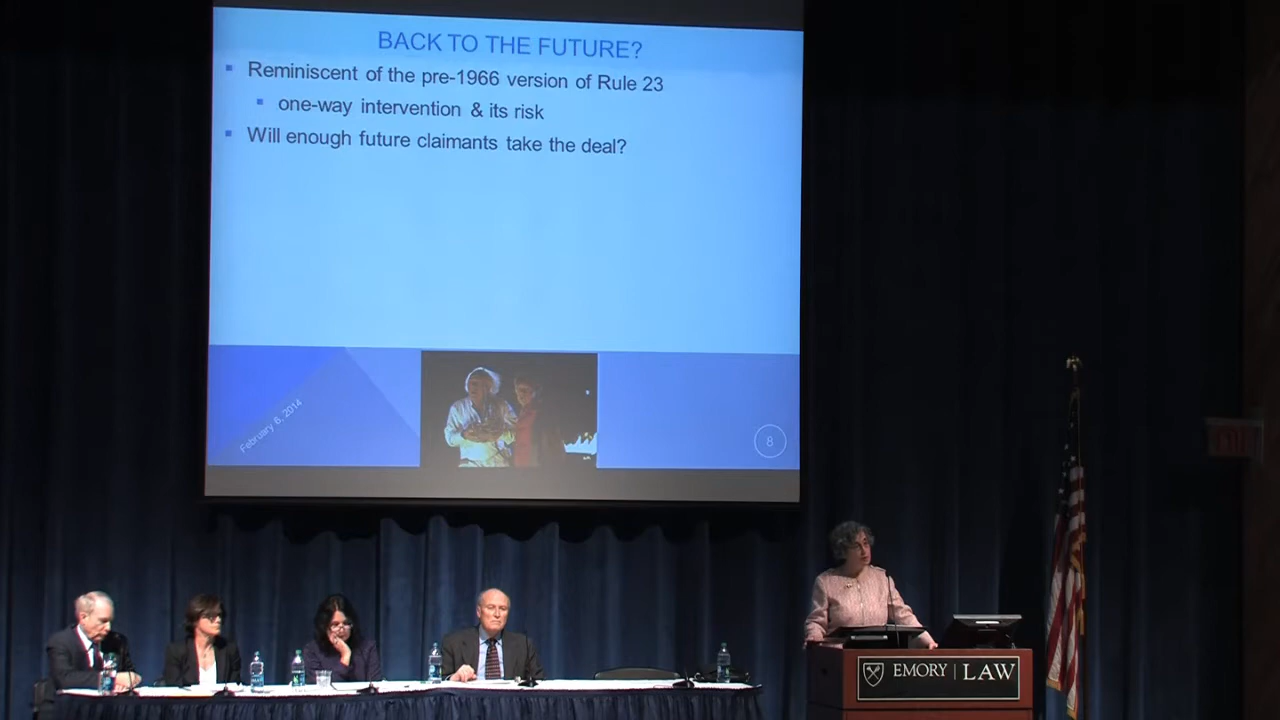 BACK TO THE FUTURE?
Reminiscent of the pre-1966 version of Rule 23
one-way intervention & its risk
Will enough future claimants take the deal?
February 6, 2014
8
EMORY | LAW